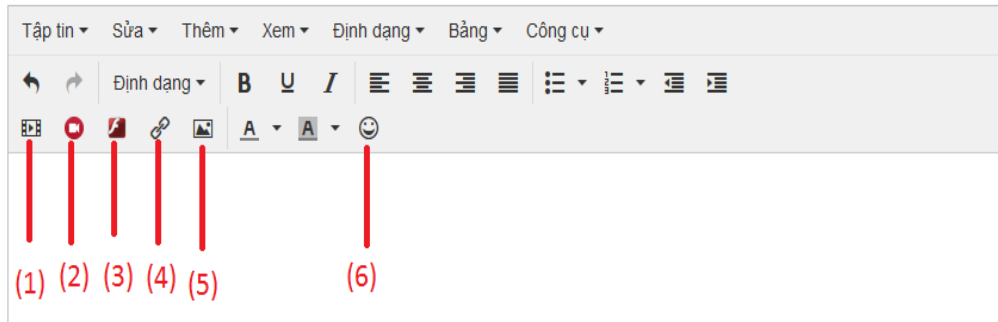 Tập tin Sửa Thêm Xem Định dạng Bảng Công cụ
Định dạng B U I
A A
(1) (2) (3) (4) (5) (6)